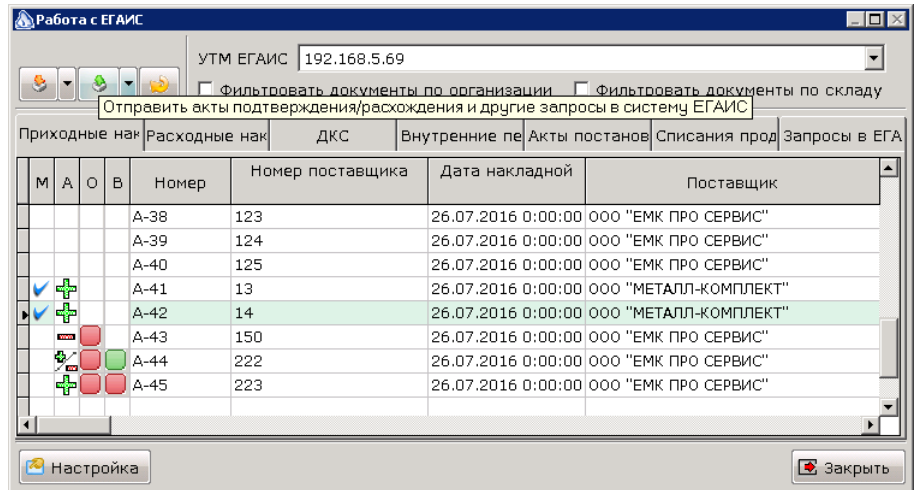 Работа с ЕГАИС
УТМ ЕГАИС 192.168.5.69
Фильтровать документы по организации Фильтровать документы по складу
Отправить акты подтверждения/расхождения и другие запросы в систему ЕГАИС
Приходные нак Расходные нак ДКС Внутренние пе Акты постанов Списания прод Запросы в ЕГА
М А О В Номер Номер поставщика Дата накладной Поставщик
А-38 123 26.07.2016 0:00:00 ООО "ЕМК ПРО СЕРВИС"
А-39 124 26.07.2016 0:00:00 ООО "ЕМК ПРО СЕРВИС"
А-40 125 26.07.2016 0:00:00 ООО "ЕМК ПРО СЕРВИС"
А-41 13 26.07.2016 0:00:00 ООО "МЕТАЛЛ-КОМПЛЕКТ"
А-42 14 26.07.2016 0:00:00 ООО "МЕТАЛЛ-КОМПЛЕКТ"
А-43 150 26.07.2016 0:00:00 ООО "ЕМК ПРО СЕРВИС"
А-44 222 26.07.2016 0:00:00 ООО "ЕМК ПРО СЕРВИС"
А-45 223 26.07.2016 0:00:00 ООО "ЕМК ПРО СЕРВИС"
Настройка Закрыть